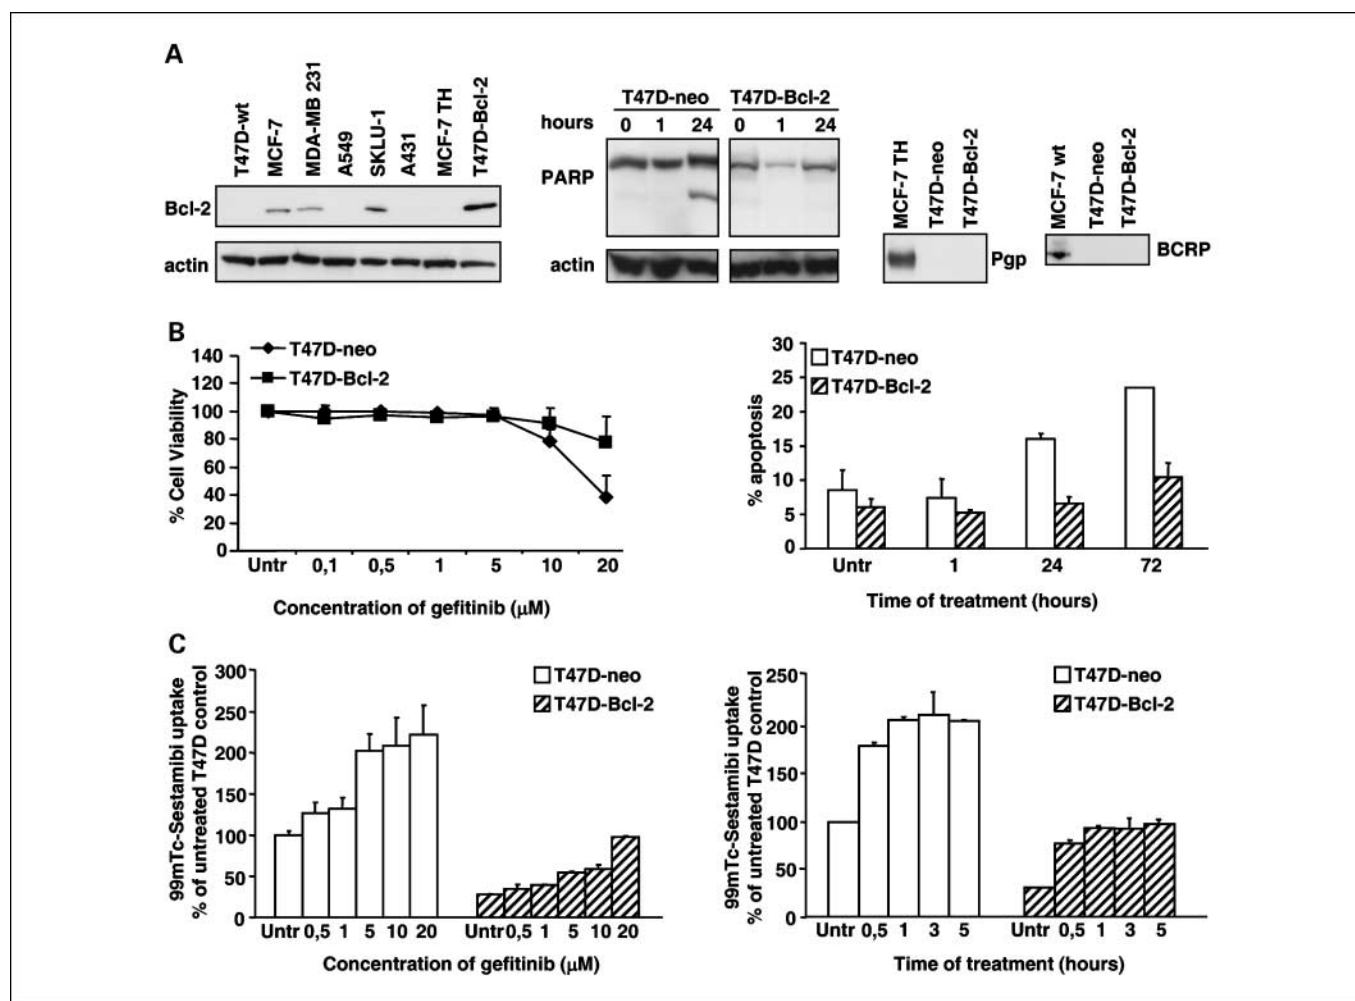 A
T47D-wt
MCF-7
MDA-MB 231
A549
SKLU-1
A431
MCF-7 TH
T47D-Bcl-2
Bcl-2
actin
T47D-neo T47D-Bcl-2
hours 0 1 24 0 1 24
PARP
actin
MCF-7 TH
T47D-neo
T47D-Bcl-2
Pgp
MCF-7 wt
T47D-neo
T47D-Bcl-2
BCRP
B
T47D-neo
T47D-Bcl-2
% Cell Viability
140
120
100
80
60
40
20
0
Untr 0,1 0,5 1 5 10 20
Concentration of gefitinib (µM)
T47D-neo
T47D-Bcl-2
% apoptosis
30
25
20
15
10
5
0
Untr 1 24 72
Time of treatment (hours)
C
T47D-neo
T47D-Bcl-2
99mTc-Sestamibi uptake
% of untreated T47D control
300
250
200
150
100
50
0
Untr 0,5 1 5 10 20 Untr 0,5 1 5 10 20
Concentration of gefitinib (µM)
T47D-neo
T47D-Bcl-2
99mTc-Sestamibi uptake
% of untreated T47D control
250
200
150
100
50
0
Untr 0,5 1 3 5 Untr 0,5 1 3 5
Time of treatment (hours)